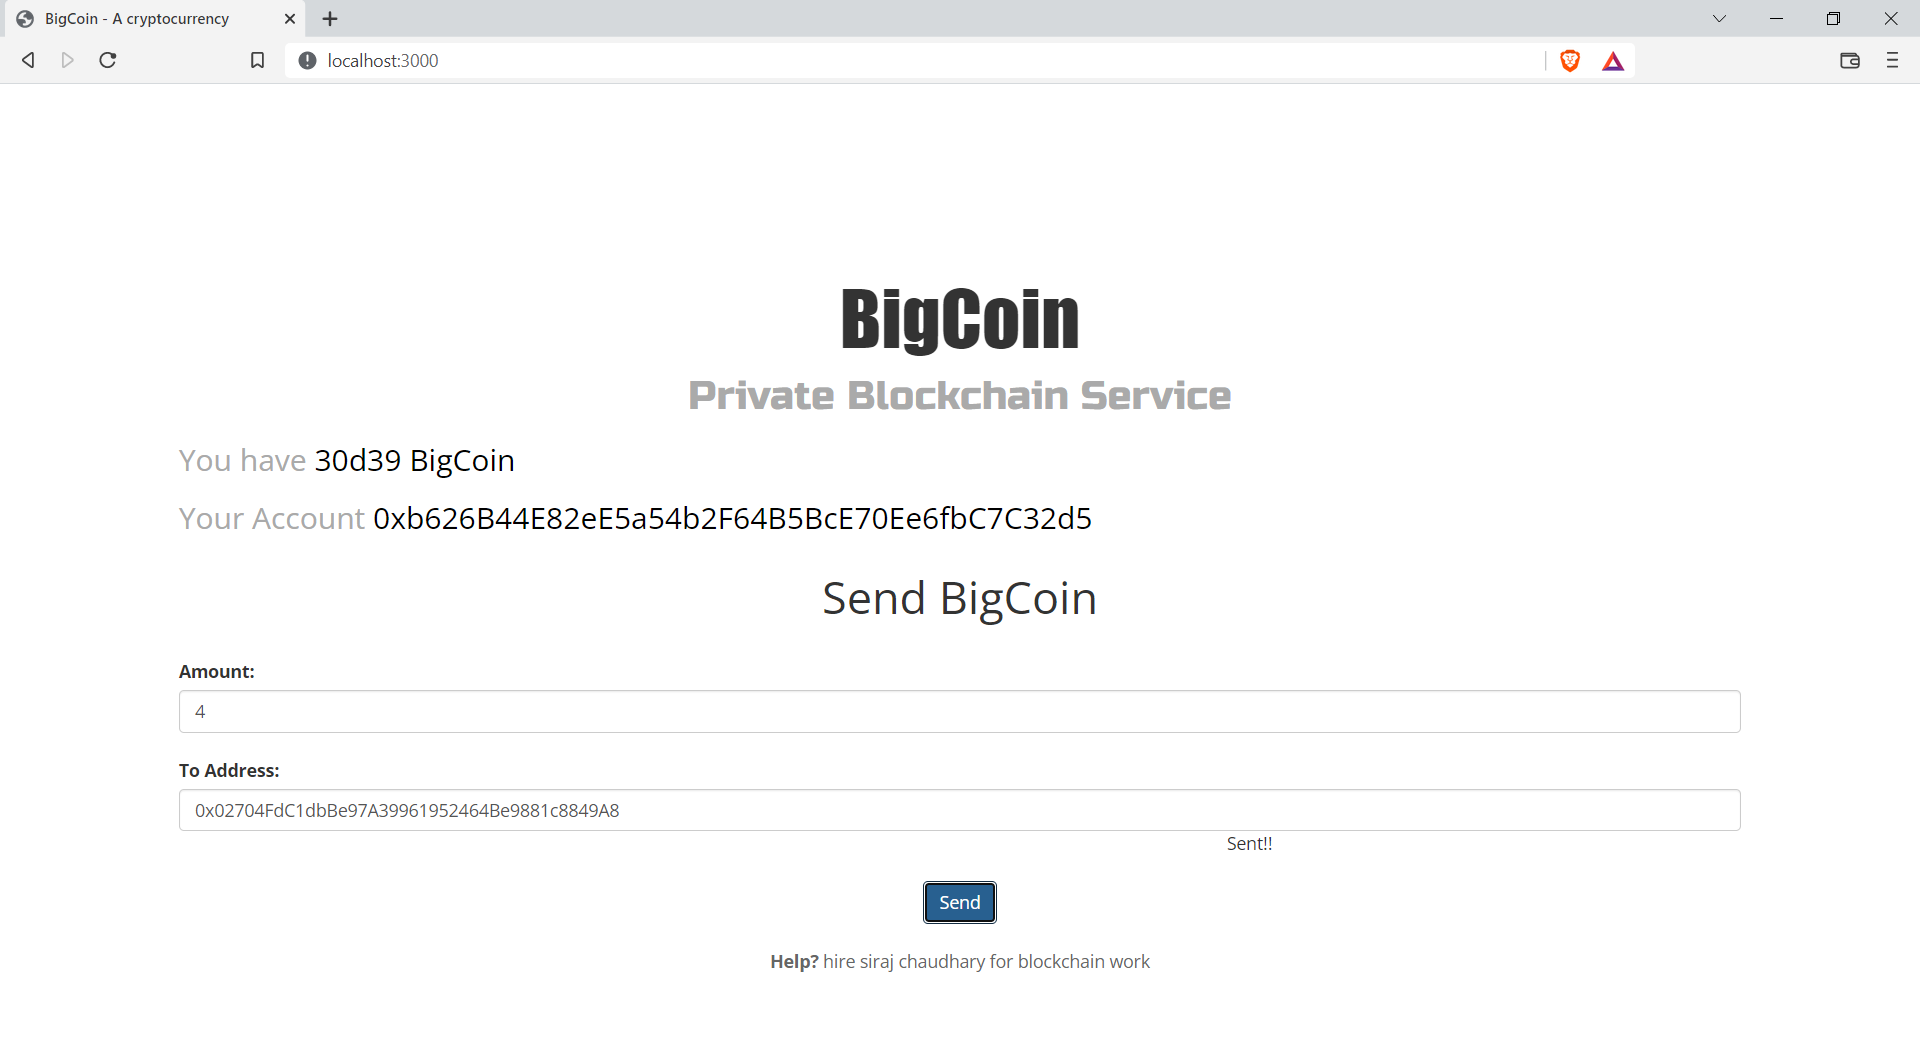 BigCoin - A cryptocurrency
localhost:3000
BigCoin
Private Blockchain Service
You have 30d39 BigCoin
Your Account 0xb626B44E82eE5a54b2F64B5BcE70Ee6fbC7C32d5
Send BigCoin
Amount:
4
To Address:
0x02704FdC1dbBe97A39961952464Be9881c8849A8
Sent!!
Send
Help? hire siraj chaudhary for blockchain work